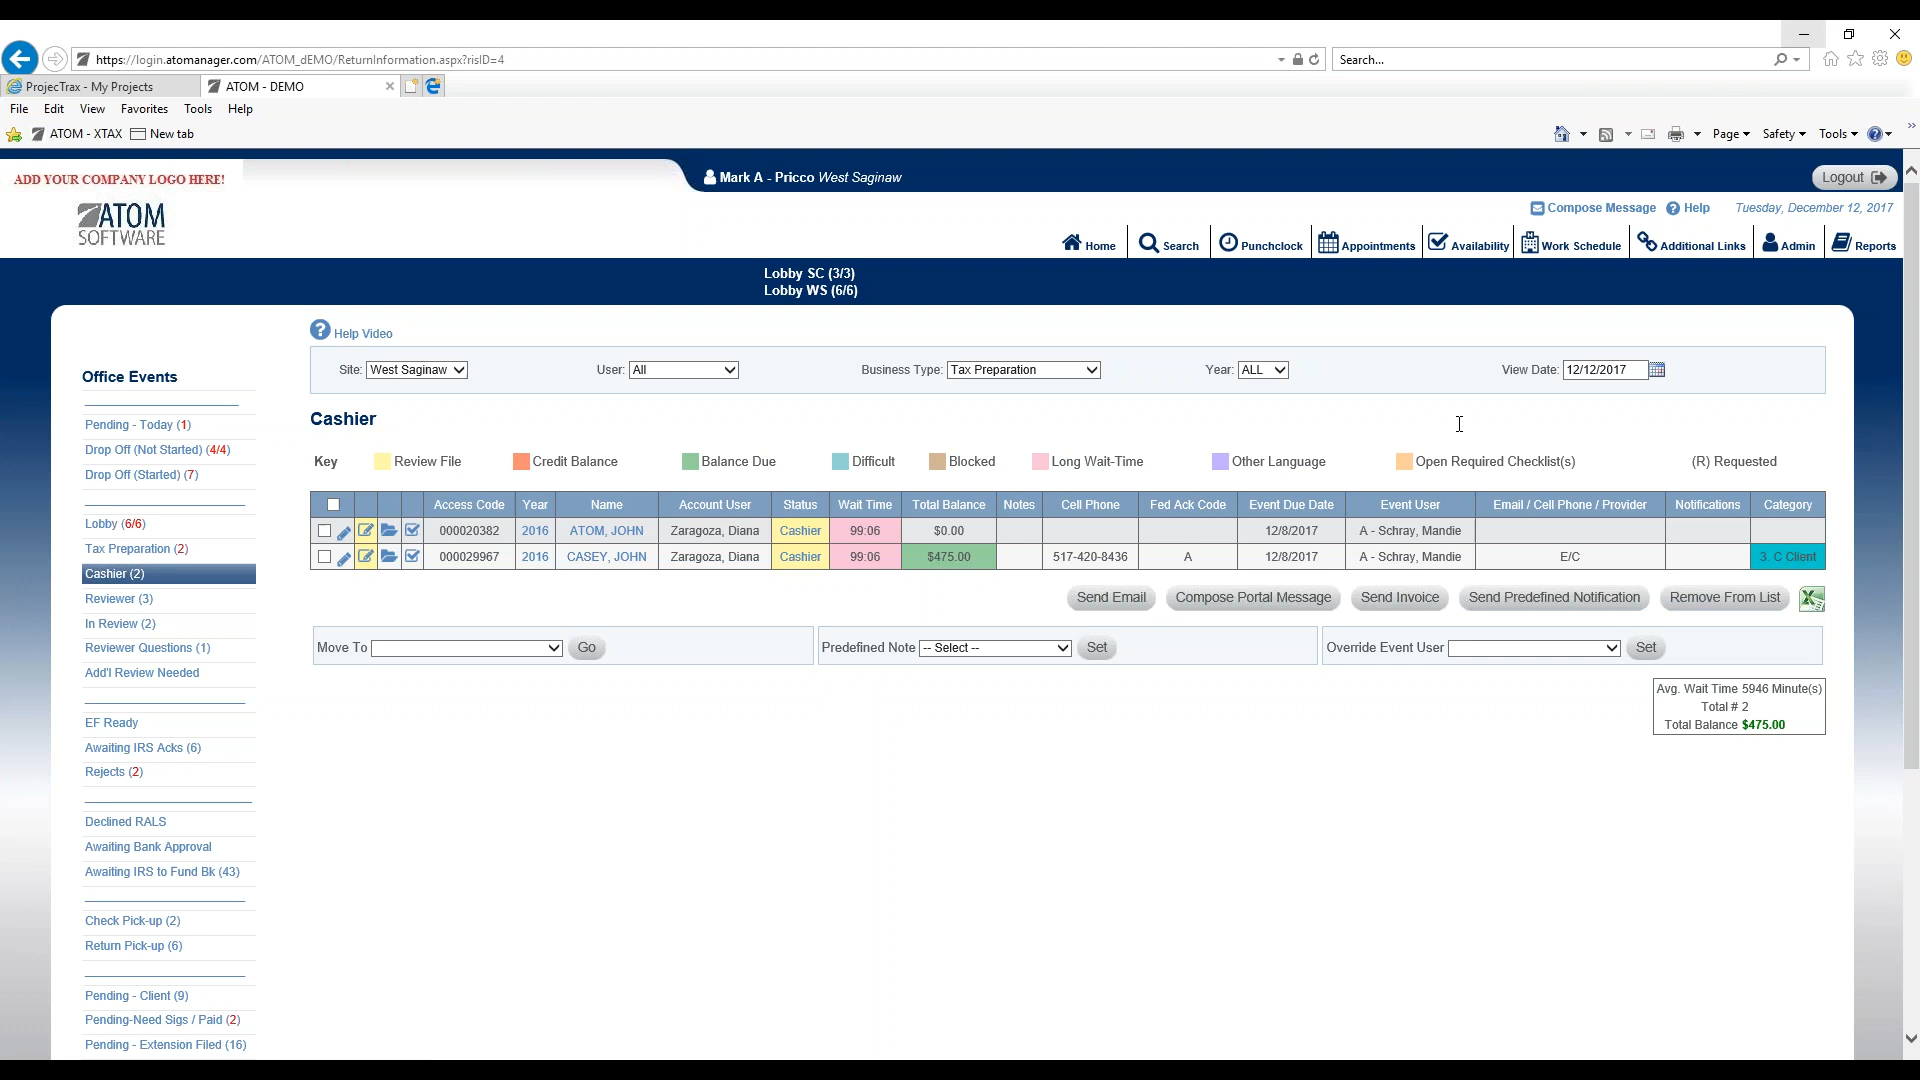 https://login.atomanager.com/ATOM_dEMO/ReturnInformation.aspx?risID=4
Search...
ProjecTrax - My Projects
ATOM - DEMO
File Edit View Favorites Tools Help
ATOM - XTAX New tab
Page Safety Tools
ADD YOUR COMPANY LOGO HERE!
Mark A - Pricco West Saginaw
Logout
ATOM
SOFTWARE
Compose Message Help Tuesday, December 12, 2017
Home Search Punchclock Appointments Availability Work Schedule Additional Links Admin Reports
Lobby SC (3/3)
Lobby WS (6/6)
Help Video
Site: West Saginaw User: All Business Type: Tax Preparation Year: ALL View Date: 12/12/2017
Office Events
Pending - Today (1)
Drop Off (Not Started) (4/4)
Drop Off (Started) (7)
Lobby (6/6)
Tax Preparation (2)
Cashier (2)
Reviewer (3)
In Review (2)
Reviewer Questions (1)
Add'l Review Needed
EF Ready
Awaiting IRS Acks (6)
Rejects (2)
Declined RALS
Awaiting Bank Approval
Awaiting IRS to Fund Bk (43)
Check Pick-up (2)
Return Pick-up (6)
Pending - Client (9)
Pending-Need Sigs / Paid (2)
Pending - Extension Filed (16)
Cashier
Key Review File Credit Balance Balance Due Difficult Blocked Long Wait-Time Other Language Open Required Checklist(s) (R) Requested
Access Code Year Name Account User Status Wait Time Total Balance Notes Cell Phone Fed Ack Code Event Due Date Event User Email / Cell Phone / Provider Notifications Category
000020382 2016 ATOM, JOHN Zaragoza, Diana Cashier 99:06 $0.00 12/8/2017 A - Schray, Mandie
000029967 2016 CASEY, JOHN Zaragoza, Diana Cashier 99:06 $475.00 517-420-8436 A 12/8/2017 A - Schray, Mandie E/C 3. C Client
Send Email Compose Portal Message Send Invoice Send Predefined Notification Remove From List
Move To Go Predefined Note -- Select -- Set Override Event User Set
Avg. Wait Time 5946 Minute(s)
Total # 2
Total Balance $475.00